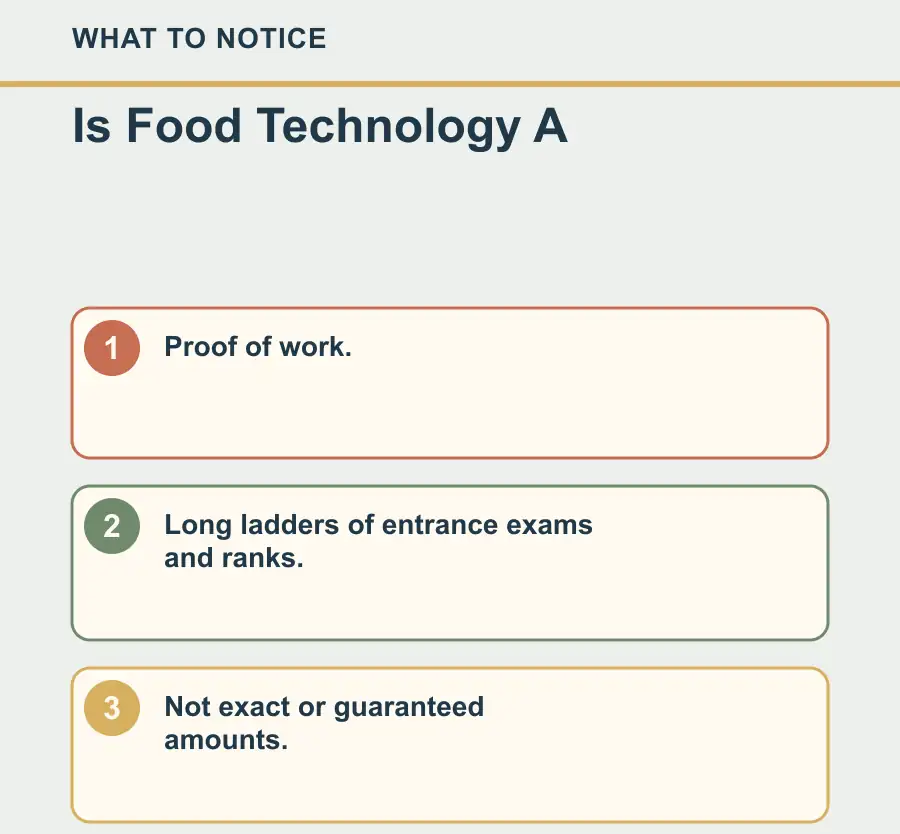 WHAT TO NOTICE
Is Food Technology A
1
Proof of work.
2
Long ladders of entrance exams
and ranks.
3
Not exact or guaranteed
amounts.